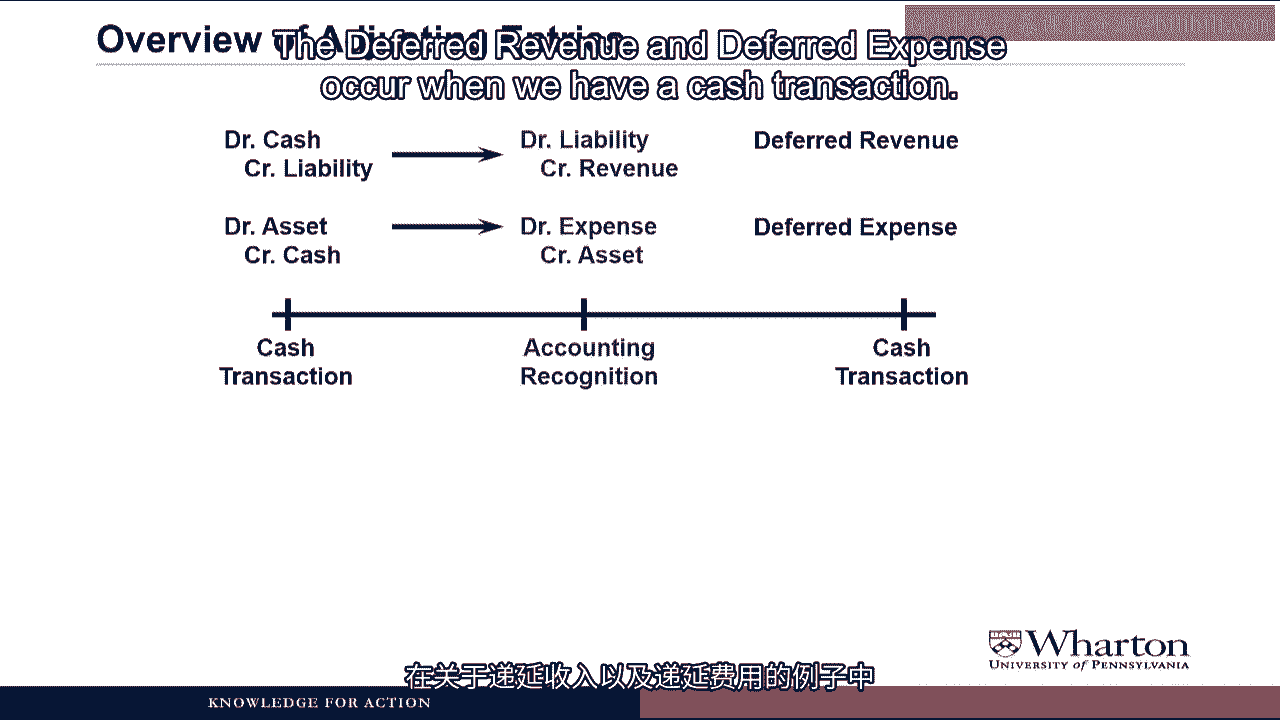 Overview of Adjusting Entries
The Deferred Revenue and Deferred Expense
occur when we have a cash transaction.
Dr. Cash
Cr. Liability
Dr. Liability
Cr. Revenue
Deferred Revenue
Dr. Asset
Cr. Cash
Dr. Expense
Cr. Asset
Deferred Expense
Cash
Transaction
Accounting
Recognition
Cash
Transaction
Wharton
UNIVERSITY of PENNSYLVANIA
在关于递延收入以及递延费用的例子中
KNOWLEDGE FOR ACTION